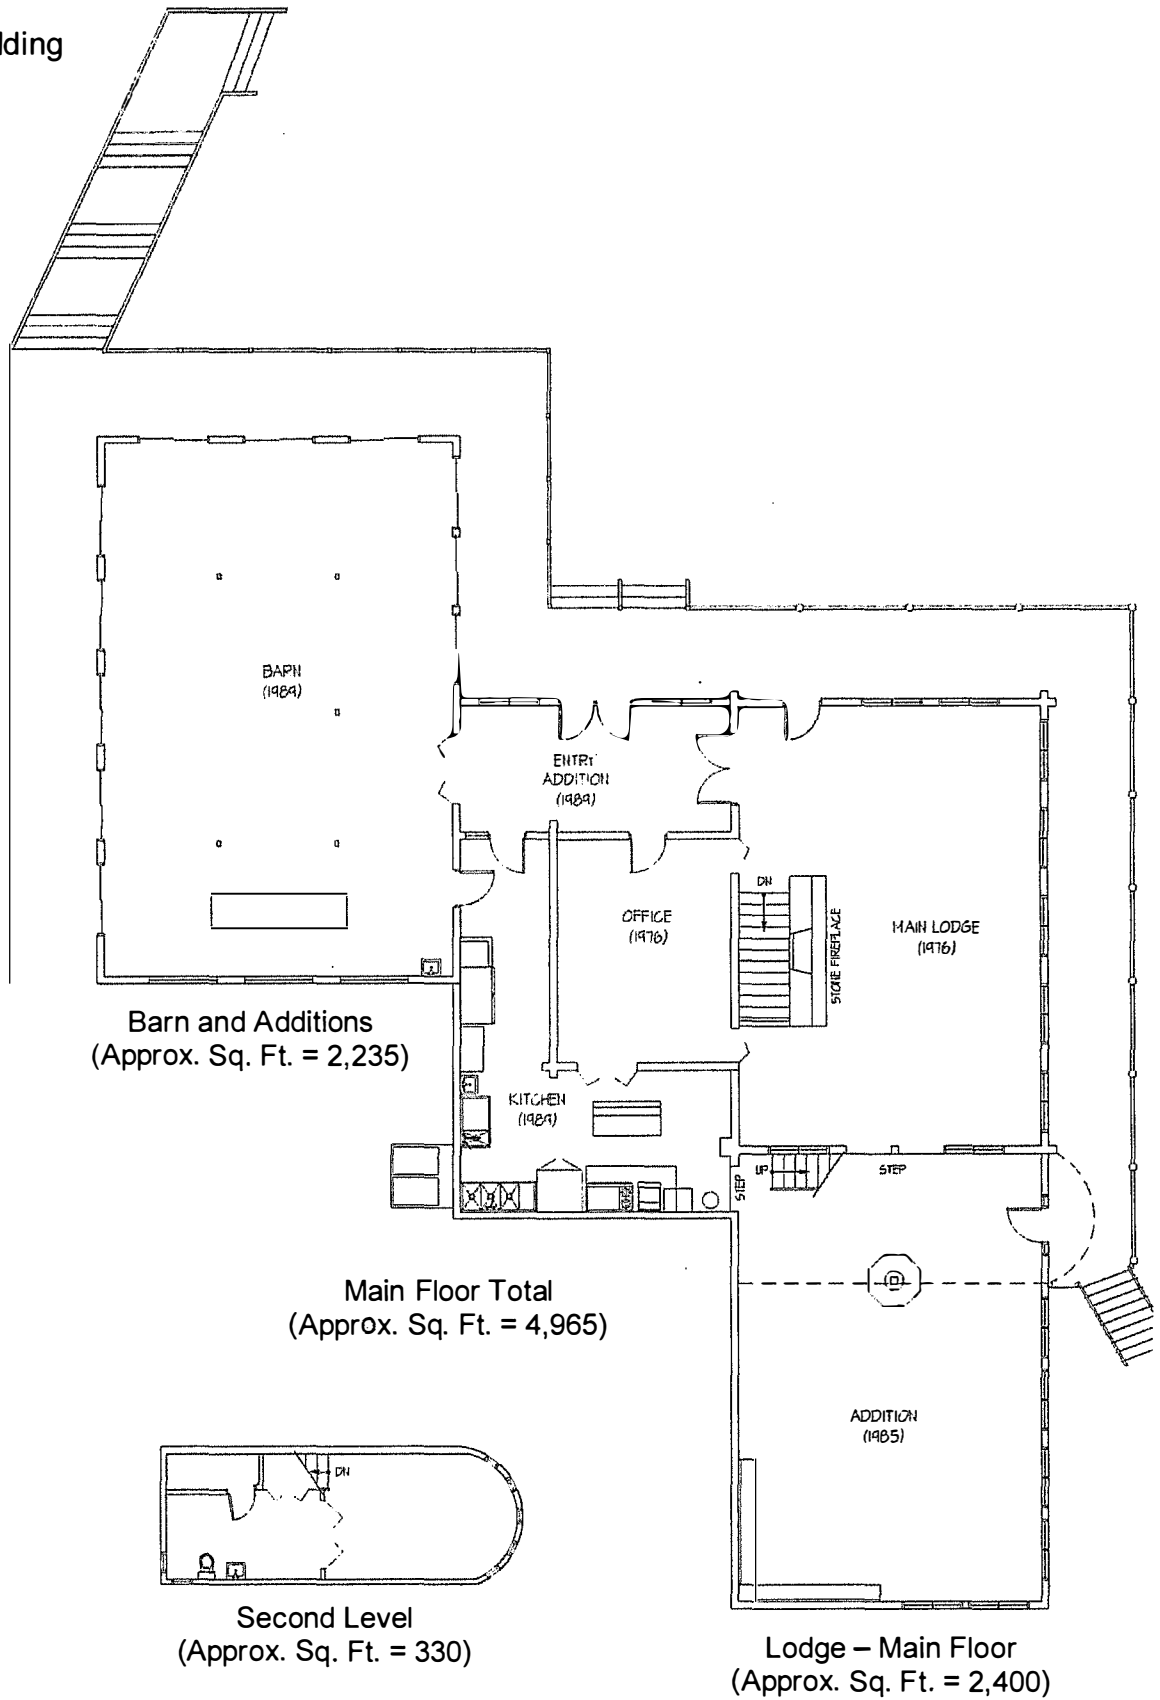 lding
BARN
(1989)
ENTRY
ADDITION
(1989)
OFFICE
(1976)
DN
STONE FIREPLACE
MAIN LODGE
(1976)
Barn and Additions
(Approx. Sq. Ft. = 2,235)
KITCHEN
(1989)
STEP
UP
STEP
Main Floor Total
(Approx. Sq. Ft. = 4,965)
ADDITION
(1985)
DN
Second Level
(Approx. Sq. Ft. = 330)
Lodge – Main Floor
(Approx. Sq. Ft. = 2,400)